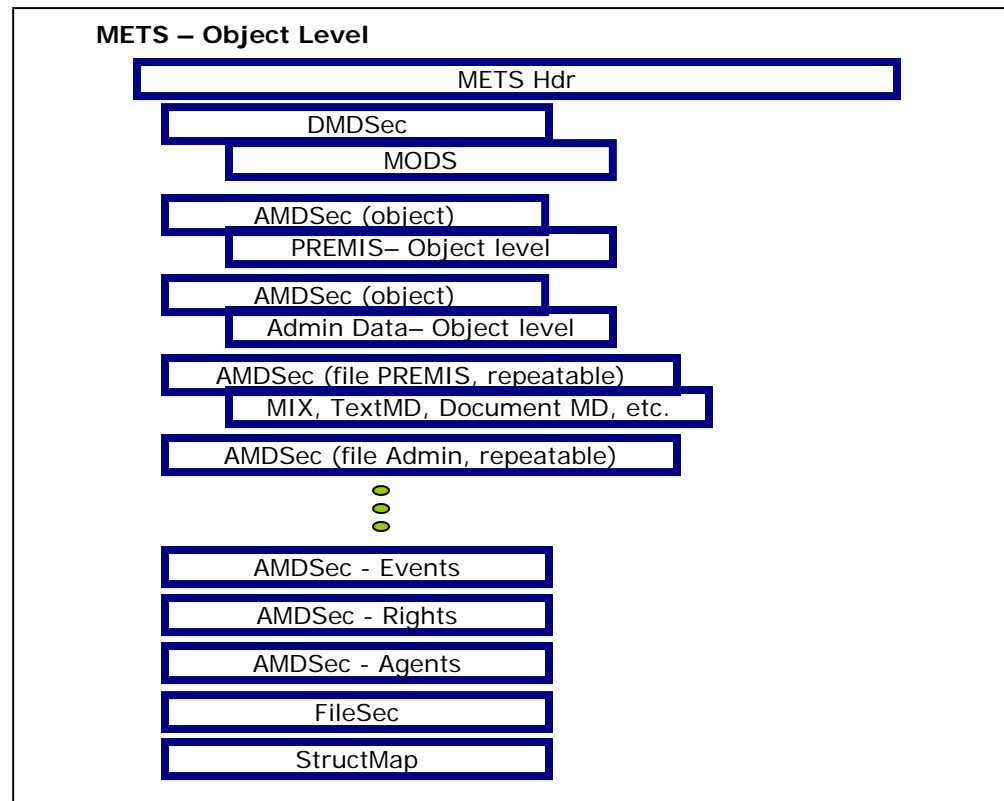 METS – Object Level
METS Hdr
DMDSec
MODS
AMDSec (object)
PREMIS– Object level
AMDSec (object)
Admin Data– Object level
AMDSec (file PREMIS, repeatable)
MIX, TextMD, Document MD, etc.
AMDSec (file Admin, repeatable)
AMDSec - Events
AMDSec - Rights
AMDSec - Agents
FileSec
StructMap